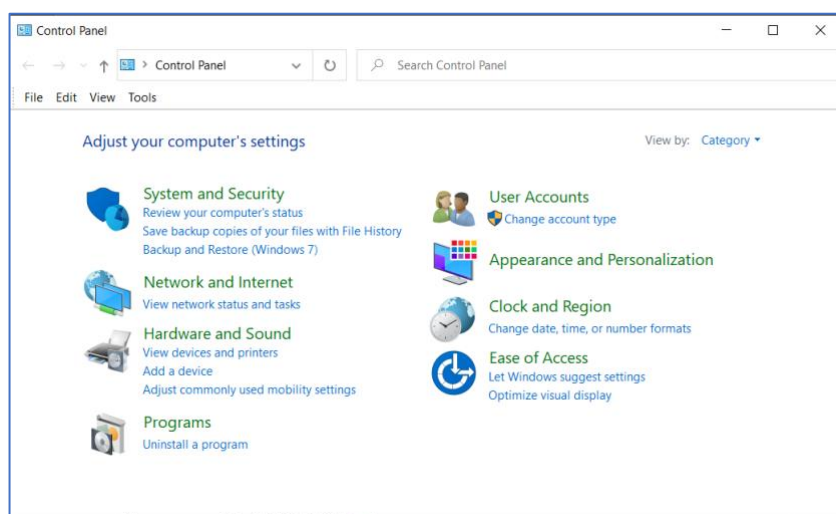 Control Panel
Control Panel
Search Control Panel
File Edit View Tools
Adjust your computer's settings
View by: Category
System and Security
Review your computer's status
Save backup copies of your files with File History
Backup and Restore (Windows 7)
Network and Internet
View network status and tasks
Hardware and Sound
View devices and printers
Add a device
Adjust commonly used mobility settings
Programs
Uninstall a program
User Accounts
Change account type
Appearance and Personalization
Clock and Region
Change date, time, or number formats
Ease of Access
Let Windows suggest settings
Optimize visual display